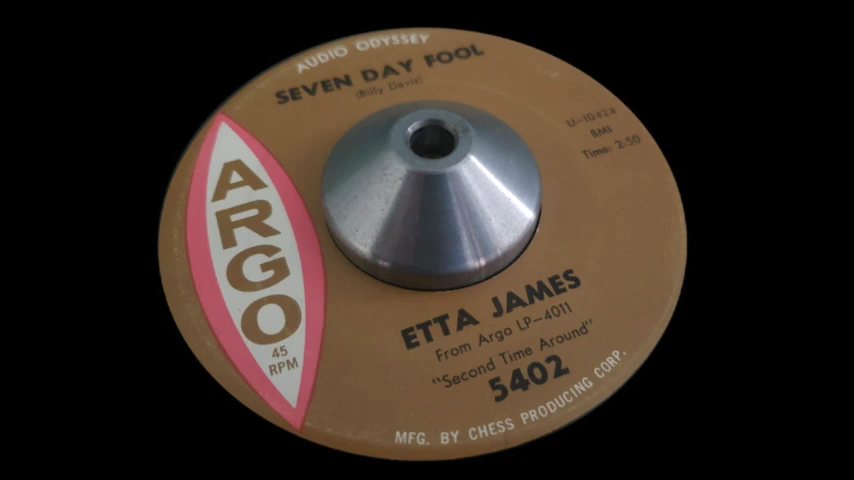 AUDIO ODYSSEY
SEVEN DAY FOOL
(Billy Davis)
U-10424
BMI
Time: 2:50
ARGO
45
RPM
ETTA JAMES
From Argo LP-4011
"Second Time Around"
5402
MFG. BY CHESS PRODUCING CORP.